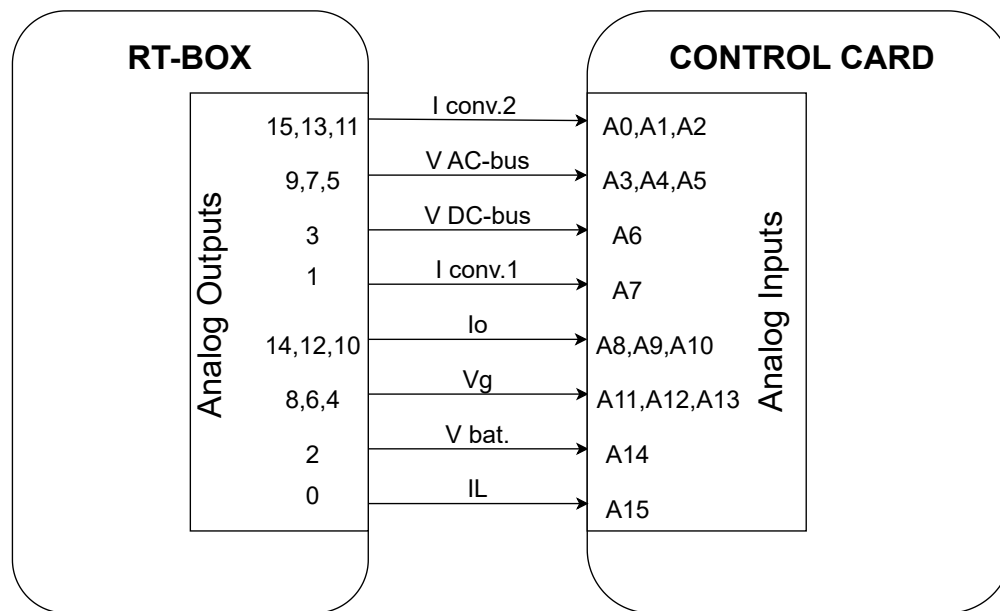 RT-BOX
CONTROL CARD
Analog Outputs
Analog Inputs
15,13,11
I conv.2
A0,A1,A2
9,7,5
V AC-bus
A3,A4,A5
3
V DC-bus
A6
1
I conv.1
A7
14,12,10
Io
A8,A9,A10
8,6,4
Vg
A11,A12,A13
2
V bat.
A14
0
IL
A15